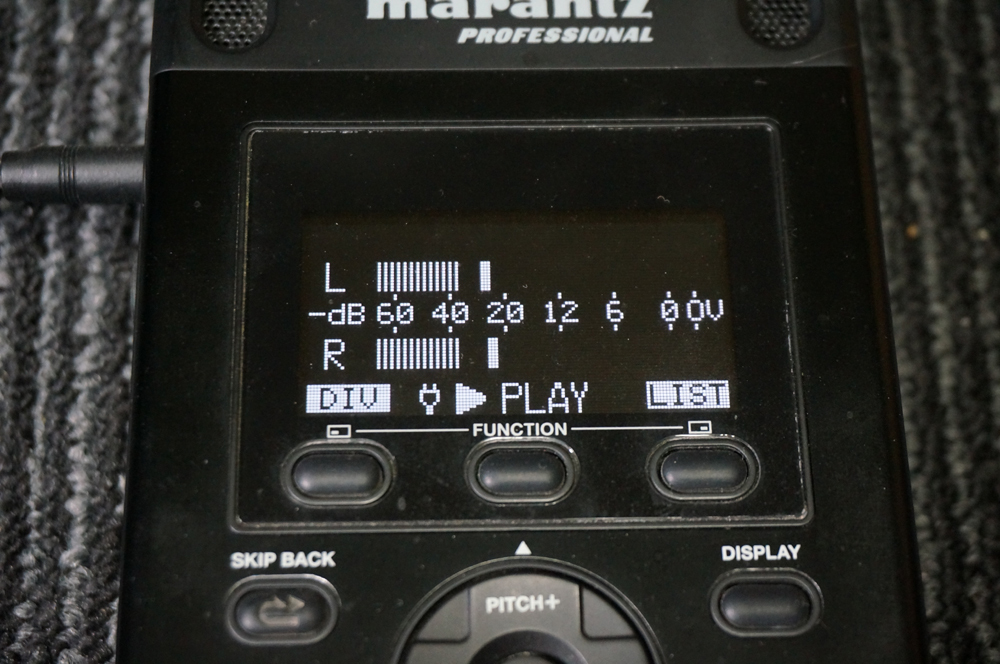 marantz
PROFESSIONAL
L
-dB 60 40 20 12 6 0 OV
R
DIV PLAY LIST
FUNCTION
SKIP BACK
DISPLAY
PITCH+